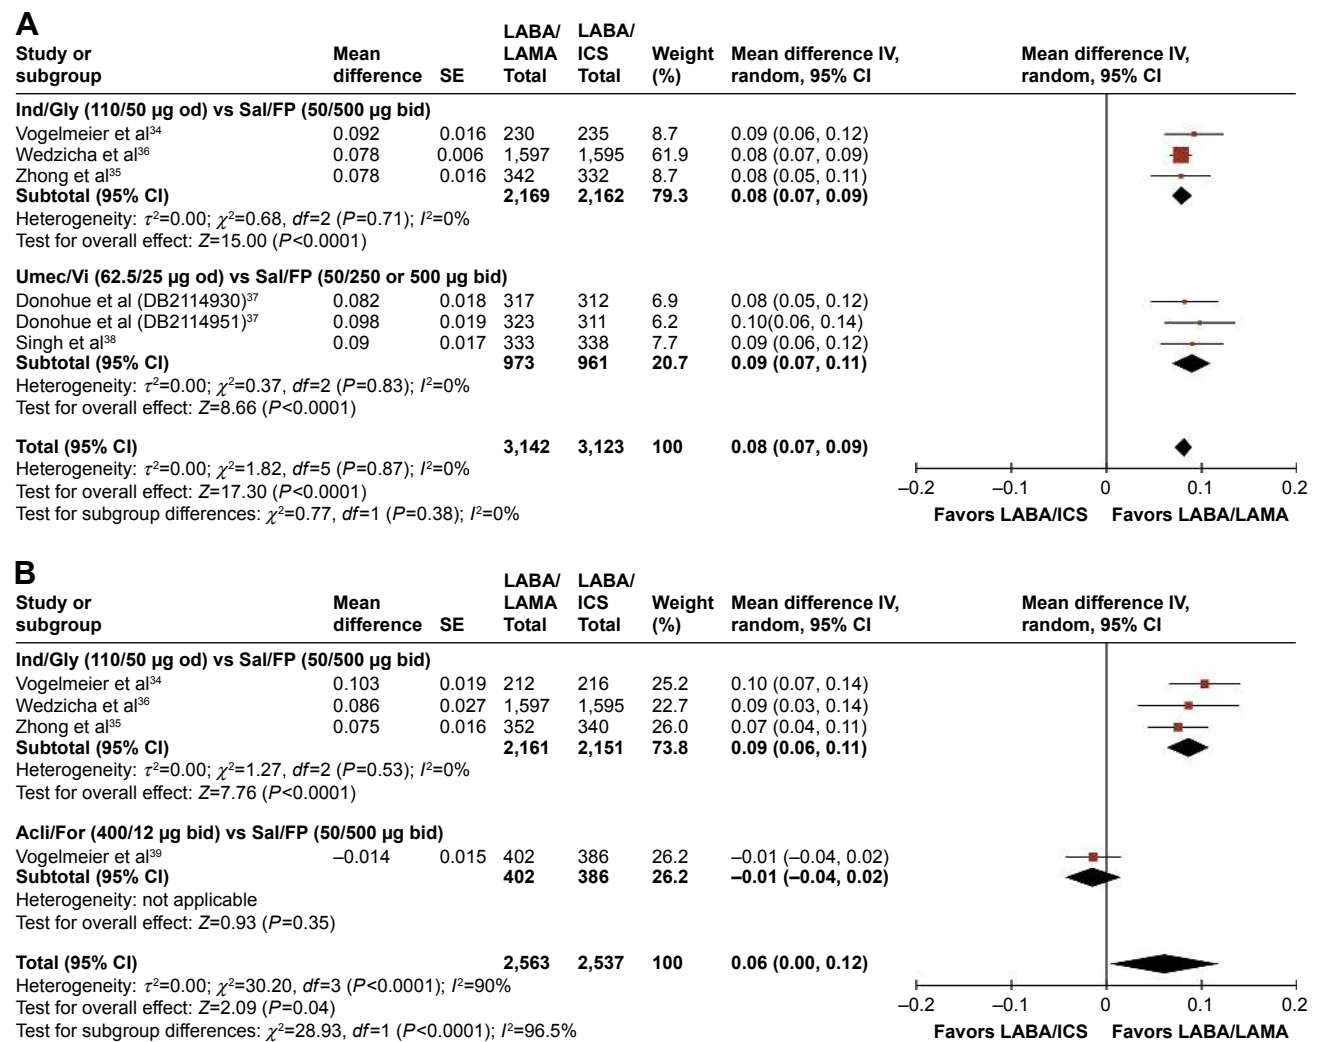 A
Study or subgroup Mean difference SE LABA/LAMA Total LABA/ICS Total Weight (%) Mean difference IV, random, 95% CI Mean difference IV, random, 95% CI
Ind/Gly (110/50 µg od) vs Sal/FP (50/500 µg bid)
Vogelmeier et al34 0.092 0.016 230 235 8.7 0.09 (0.06, 0.12)
Wedzicha et al36 0.078 0.006 1,597 1,595 61.9 0.08 (0.07, 0.09)
Zhong et al35 0.078 0.016 342 332 8.7 0.08 (0.05, 0.11)
Subtotal (95% CI) 2,169 2,162 79.3 0.08 (0.07, 0.09)
Heterogeneity: τ²=0.00; χ²=0.68, df=2 (P=0.71); I²=0%
Test for overall effect: Z=15.00 (P<0.0001)
Umec/Vi (62.5/25 µg od) vs Sal/FP (50/250 or 500 µg bid)
Donohue et al (DB2114930)37 0.082 0.018 317 312 6.9 0.08 (0.05, 0.12)
Donohue et al (DB2114951)37 0.098 0.019 323 311 6.2 0.10(0.06, 0.14)
Singh et al38 0.09 0.017 333 338 7.7 0.09 (0.06, 0.12)
Subtotal (95% CI) 973 961 20.7 0.09 (0.07, 0.11)
Heterogeneity: τ²=0.00; χ²=0.37, df=2 (P=0.83); I²=0%
Test for overall effect: Z=8.66 (P<0.0001)
Total (95% CI) 3,142 3,123 100 0.08 (0.07, 0.09)
Heterogeneity: τ²=0.00; χ²=1.82, df=5 (P=0.87); I²=0%
Test for overall effect: Z=17.30 (P<0.0001)
Test for subgroup differences: χ²=0.77, df=1 (P=0.38); I²=0%
–0.2 –0.1 0 0.1 0.2
Favors LABA/ICS Favors LABA/LAMA
B
Study or subgroup Mean difference SE LABA/LAMA Total LABA/ICS Total Weight (%) Mean difference IV, random, 95% CI Mean difference IV, random, 95% CI
Ind/Gly (110/50 µg od) vs Sal/FP (50/500 µg bid)
Vogelmeier et al34 0.103 0.019 212 216 25.2 0.10 (0.07, 0.14)
Wedzicha et al36 0.086 0.027 1,597 1,595 22.7 0.09 (0.03, 0.14)
Zhong et al35 0.075 0.016 352 340 26.0 0.07 (0.04, 0.11)
Subtotal (95% CI) 2,161 2,151 73.8 0.09 (0.06, 0.11)
Heterogeneity: τ²=0.00; χ²=1.27, df=2 (P=0.53); I²=0%
Test for overall effect: Z=7.76 (P<0.0001)
Acli/For (400/12 µg bid) vs Sal/FP (50/500 µg bid)
Vogelmeier et al39 –0.014 0.015 402 386 26.2 –0.01 (–0.04, 0.02)
Subtotal (95% CI) 402 386 26.2 –0.01 (–0.04, 0.02)
Heterogeneity: not applicable
Test for overall effect: Z=0.93 (P=0.35)
Total (95% CI) 2,563 2,537 100 0.06 (0.00, 0.12)
Heterogeneity: τ²=0.00; χ²=30.20, df=3 (P<0.0001); I²=90%
Test for overall effect: Z=2.09 (P=0.04)
Test for subgroup differences: χ²=28.93, df=1 (P<0.0001); I²=96.5%
–0.2 –0.1 0 0.1 0.2
Favors LABA/ICS Favors LABA/LAMA